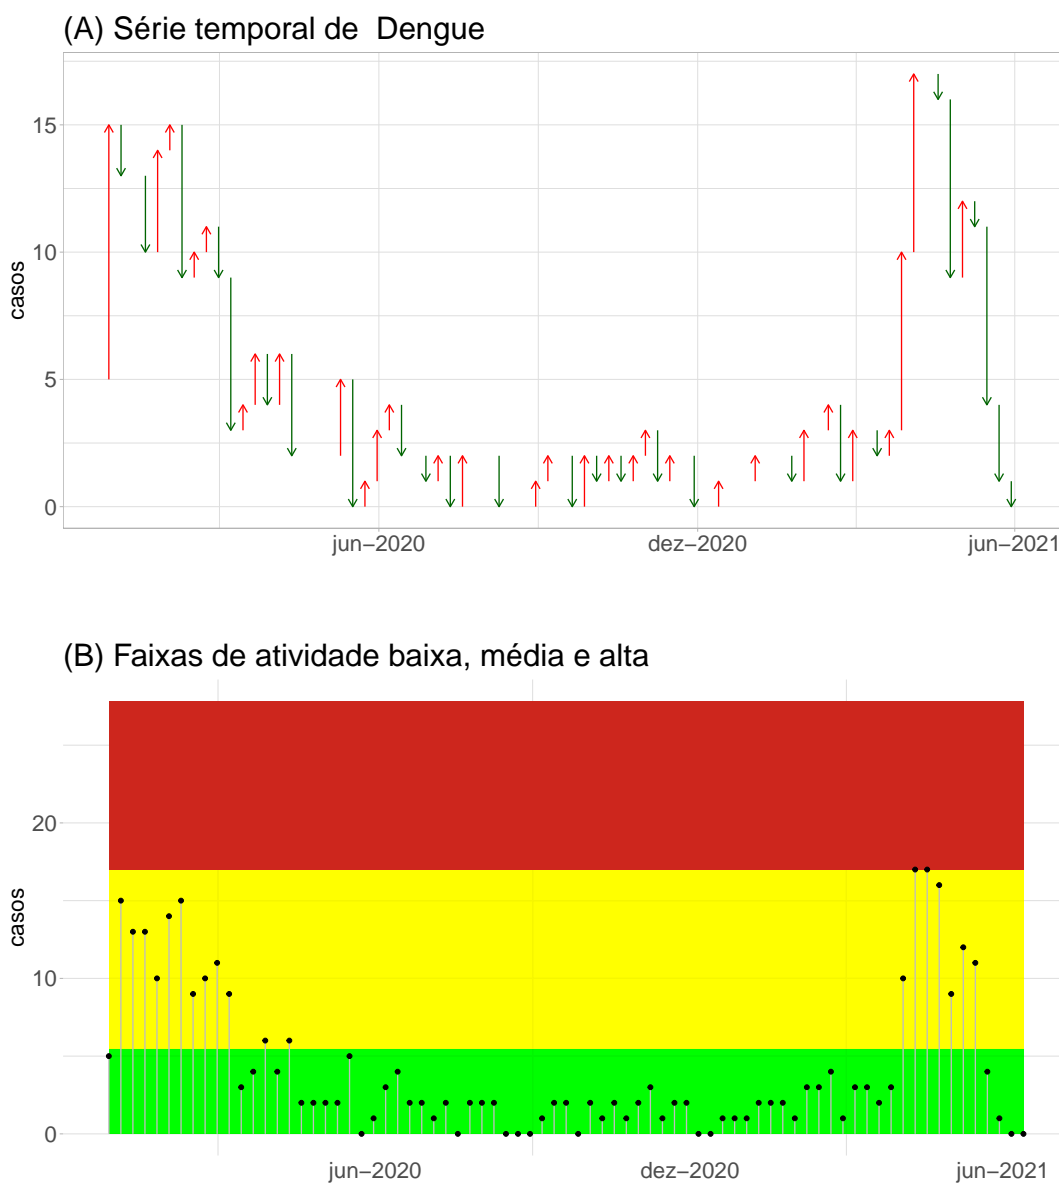 (A) Série temporal de  Dengue
casos
15
10
5
0
jun−2020
dez−2020
jun−2021
(B) Faixas de atividade baixa, média e alta
casos
20
10
0
jun−2020
dez−2020
jun−2021